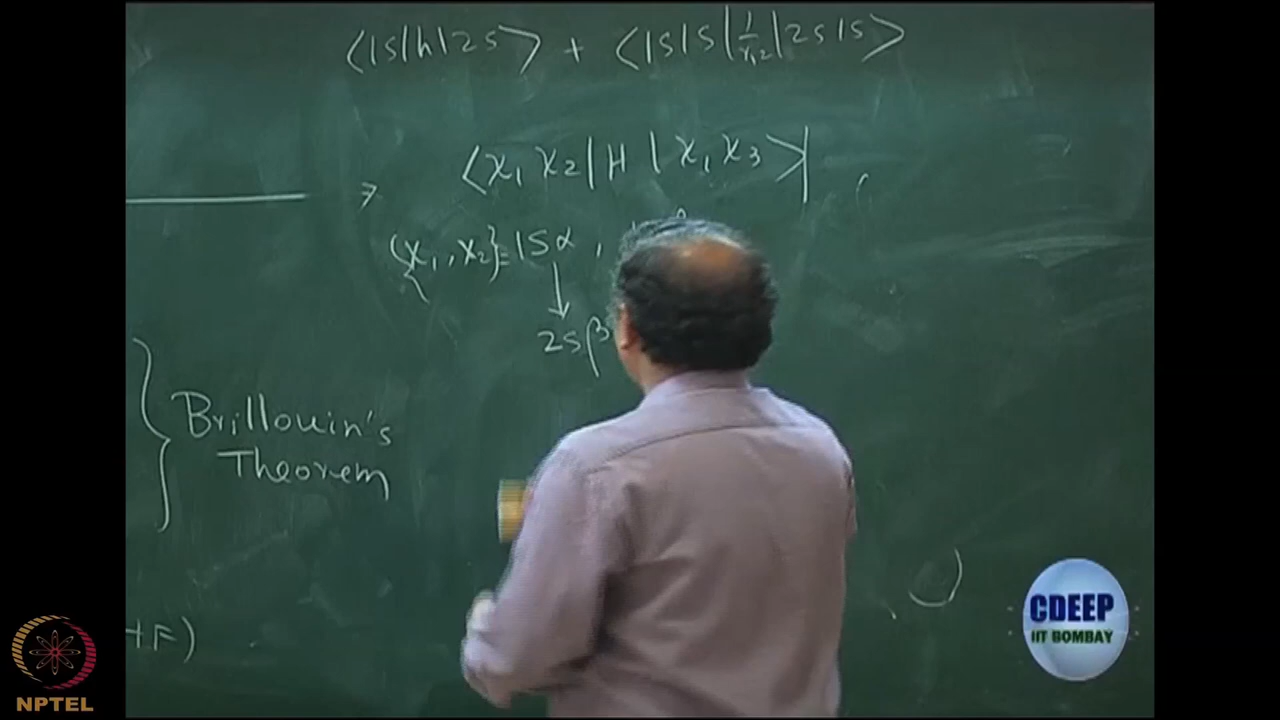 ⟨1s|h|2s⟩ + ⟨1s1s|1/r12|2s1s⟩
⇒ ⟨χ1 χ2|H|χ1 χ3⟩
{χ1, χ2} ≡ 1sα ,
↓
2sβ
Brillouin's
Theorem
HF)
CDEEP
IIT BOMBAY
NPTEL